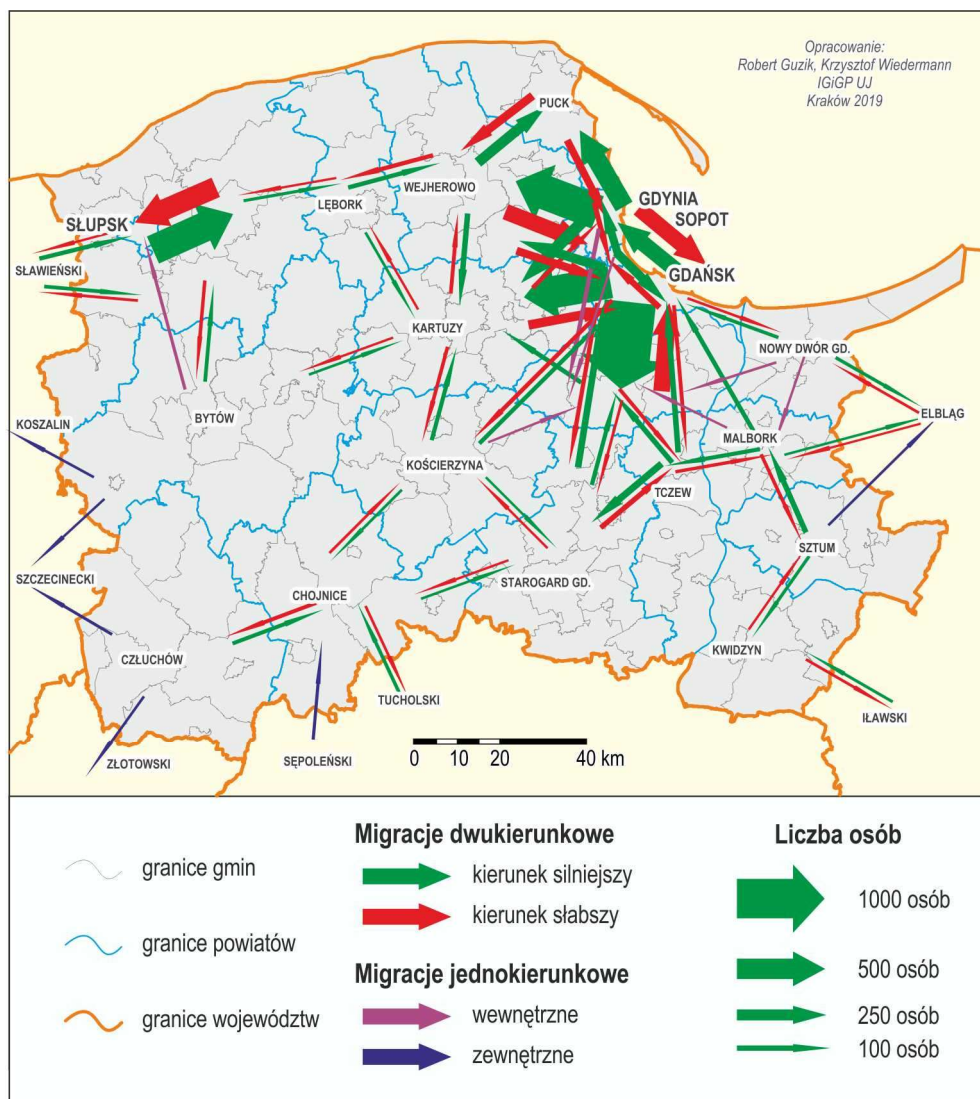 Opracowanie:
Robert Guzik, Krzysztof Wiedermann
IGiGP UJ
Kraków 2019
PUCK
GDYNIA
SOPOT
GDAŃSK
WEJHEROWO
LĘBORK
SŁUPSK
SŁAWIEŃSKI
KARTUZY
NOWY DWÓR GD.
BYTÓW
ELBLĄG
KOSZALIN
MALBORK
KOŚCIERZYNA
TCZEW
SZTUM
SZCZECINECKI
STAROGARD GD.
CHOJNICE
CZŁUCHÓW
KWIDZYN
TUCHOLSKI
IŁAWSKI
ZŁOTOWSKI
SĘPOLEŃSKI
0 10 20 40 km
granice gmin
granice powiatów
granice województw
Migracje dwukierunkowe
kierunek silniejszy
kierunek słabszy
Migracje jednokierunkowe
wewnętrzne
zewnętrzne
Liczba osób
1000 osób
500 osób
250 osób
100 osób